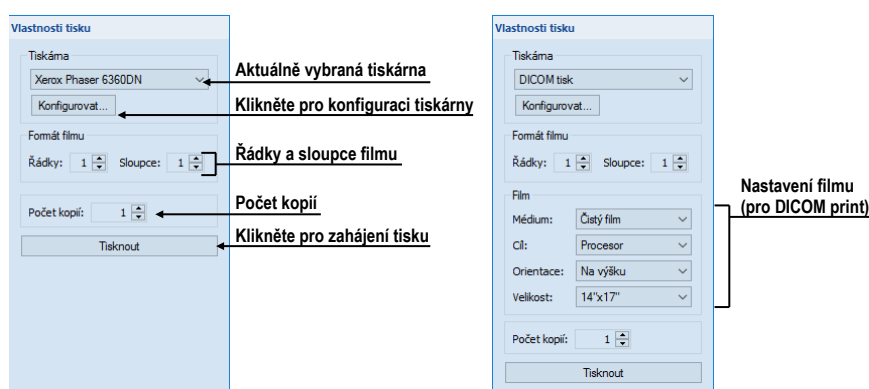 Vlastnosti tisku
Tiskárna
Xerox Phaser 6360DN
Aktuálně vybraná tiskárna
Konfigurovat...
Klikněte pro konfiguraci tiskárny
Formát filmu
Řádky: 1 Sloupce: 1
Řádky a sloupce filmu
Počet kopií: 1
Počet kopií
Tisknout
Klikněte pro zahájení tisku
Vlastnosti tisku
Tiskárna
DICOM tisk
Konfigurovat...
Formát filmu
Řádky: 1 Sloupce: 1
Film
Médium: Čistý film
Cíl: Procesor
Orientace: Na výšku
Velikost: 14"x17"
Nastavení filmu
(pro DICOM print)
Počet kopií: 1
Tisknout